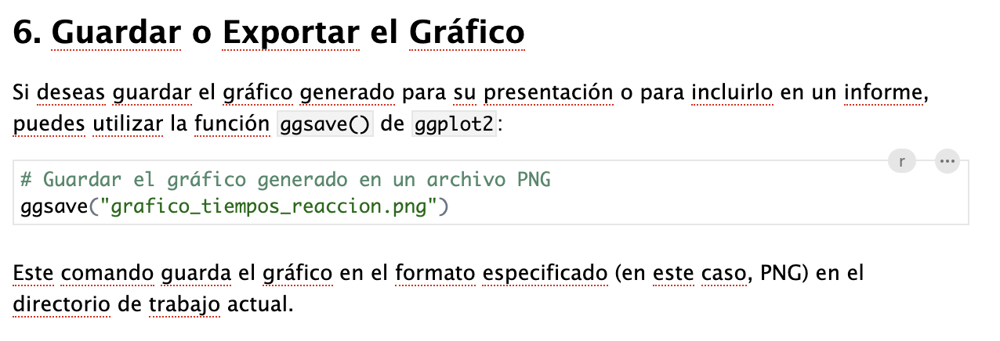 6. Guardar o Exportar el Gráfico
Si deseas guardar el gráfico generado para su presentación o para incluirlo en un informe,
puedes utilizar la función ggsave() de ggplot2:
r ···
# Guardar el gráfico generado en un archivo PNG
ggsave("grafico_tiempos_reaccion.png")
Este comando guarda el gráfico en el formato especificado (en este caso, PNG) en el
directorio de trabajo actual.